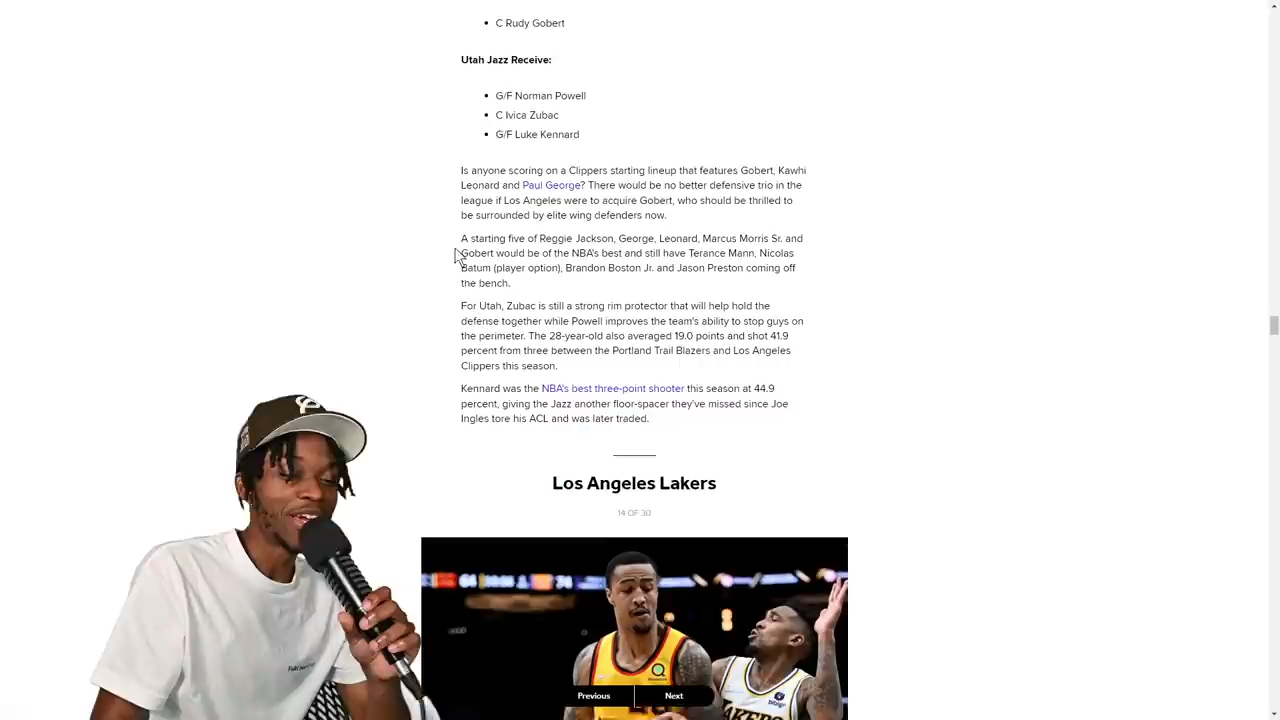 C Rudy Gobert
Utah Jazz Receive:
G/F Norman Powell
C Ivica Zubac
G/F Luke Kennard
Is anyone scoring on a Clippers starting lineup that features Gobert, Kawhi
Leonard and Paul George? There would be no better defensive trio in the
league if Los Angeles were to acquire Gobert, who should be thrilled to
be surrounded by elite wing defenders now.
A starting five of Reggie Jackson, George, Leonard, Marcus Morris Sr. and
Gobert would be of the NBA's best and still have Terance Mann, Nicolas
Batum (player option), Brandon Boston Jr. and Jason Preston coming off
the bench.
For Utah, Zubac is still a strong rim protector that will help hold the
defense together while Powell improves the team's ability to stop guys on
the perimeter. The 28-year-old also averaged 19.0 points and shot 41.9
percent from three between the Portland Trail Blazers and Los Angeles
Clippers this season.
Kennard was the NBA's best three-point shooter this season at 44.9
percent, giving the Jazz another floor-spacer they've missed since Joe
Ingles tore his ACL and was later traded.
Los Angeles Lakers
14 OF 30
Previous
Next
bibigo
LAKERS